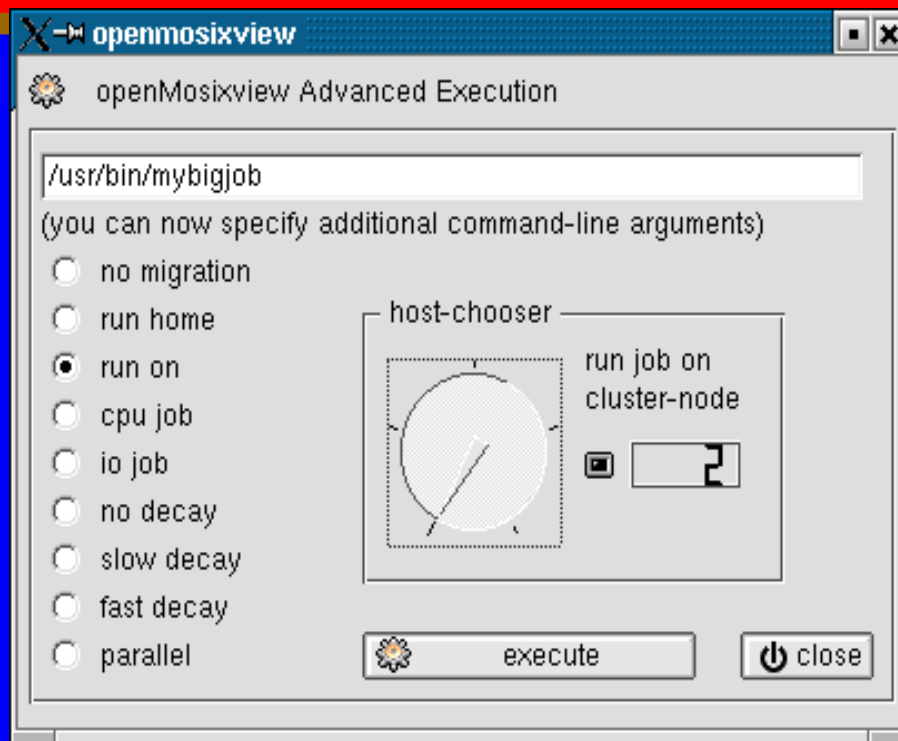 openmosixview
openMosixview Advanced Execution
/usr/bin/mybigjob
(you can now specify additional command-line arguments)
no migration
run home
run on
cpu job
io job
no decay
slow decay
fast decay
parallel
host-chooser
run job on
cluster-node
2
execute
close